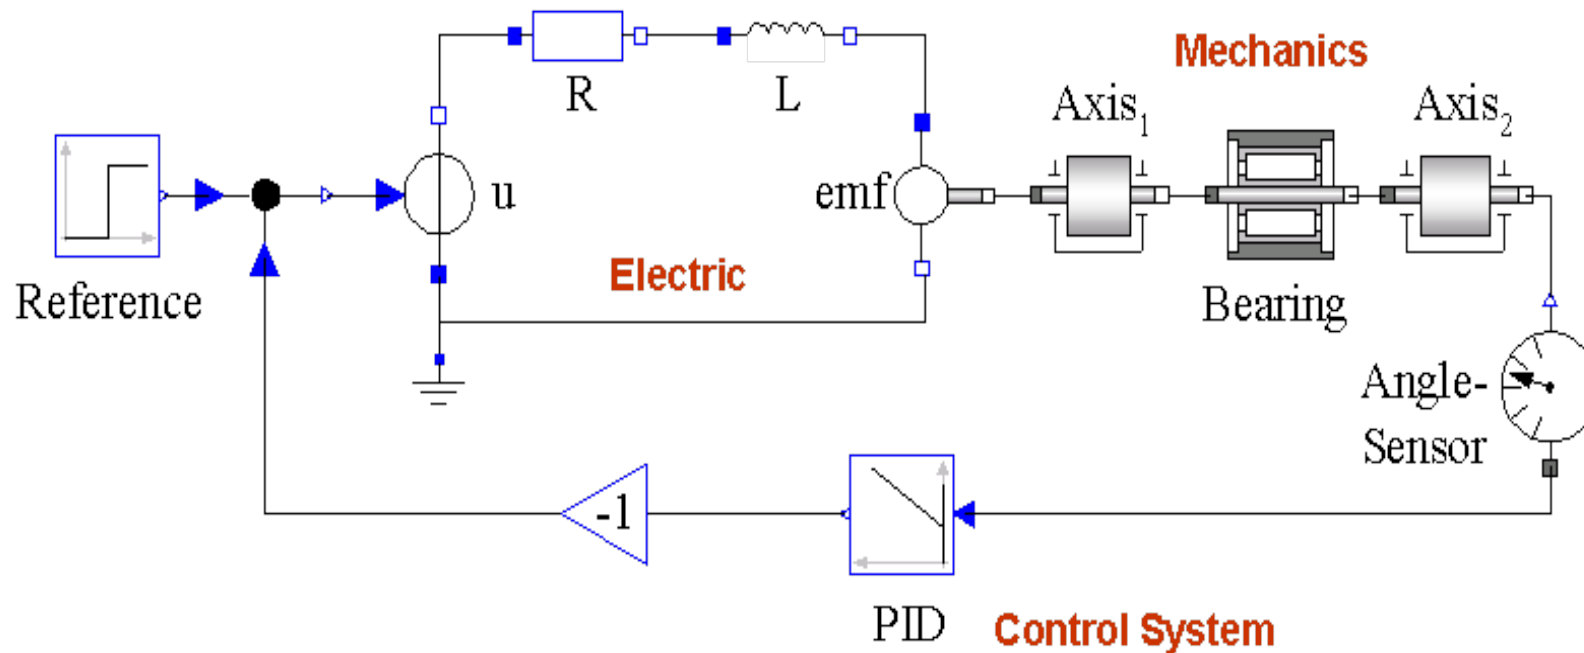 Mechanics
R
L
Axis₁
Axis₂
u
emf
Electric
Reference
Bearing
Angle-
Sensor
-1
PID
Control System